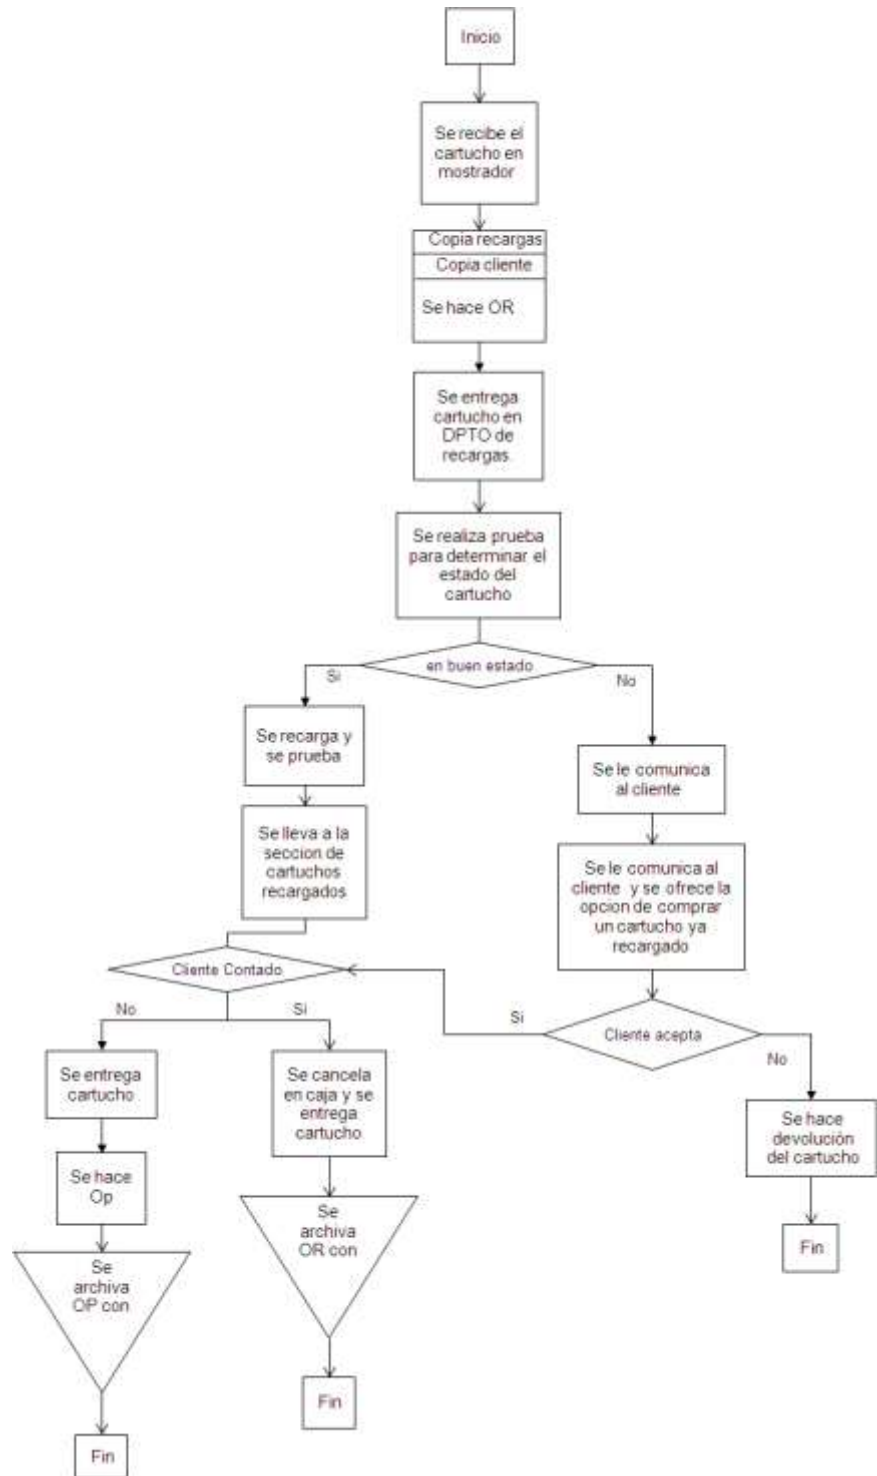 Inicio
Se recibe el
cartucho en
mostrador
Copia recargas
Copia cliente
Se hace OR
Se entrega
cartucho en
DPTO de
recargas.
Se realiza prueba
para determinar el
estado del
cartucho
en buen estado
Si
No
Se recarga y
se prueba
Se le comunica
al cliente
Se lleva a la
seccion de
cartuchos
recargados
Se le comunica al
cliente y se ofrece la
opcion de comprar
un cartucho ya
recargado
Cliente Contado
No
Si
Si
Cliente acepta
No
Se entrega
cartucho
Se cancela
en caja y se
entrega
cartucho
Se hace
devolución
del cartucho
Se hace
Op
Se
archiva
OR con
Fin
Se
archiva
OP con
Fin
Fin